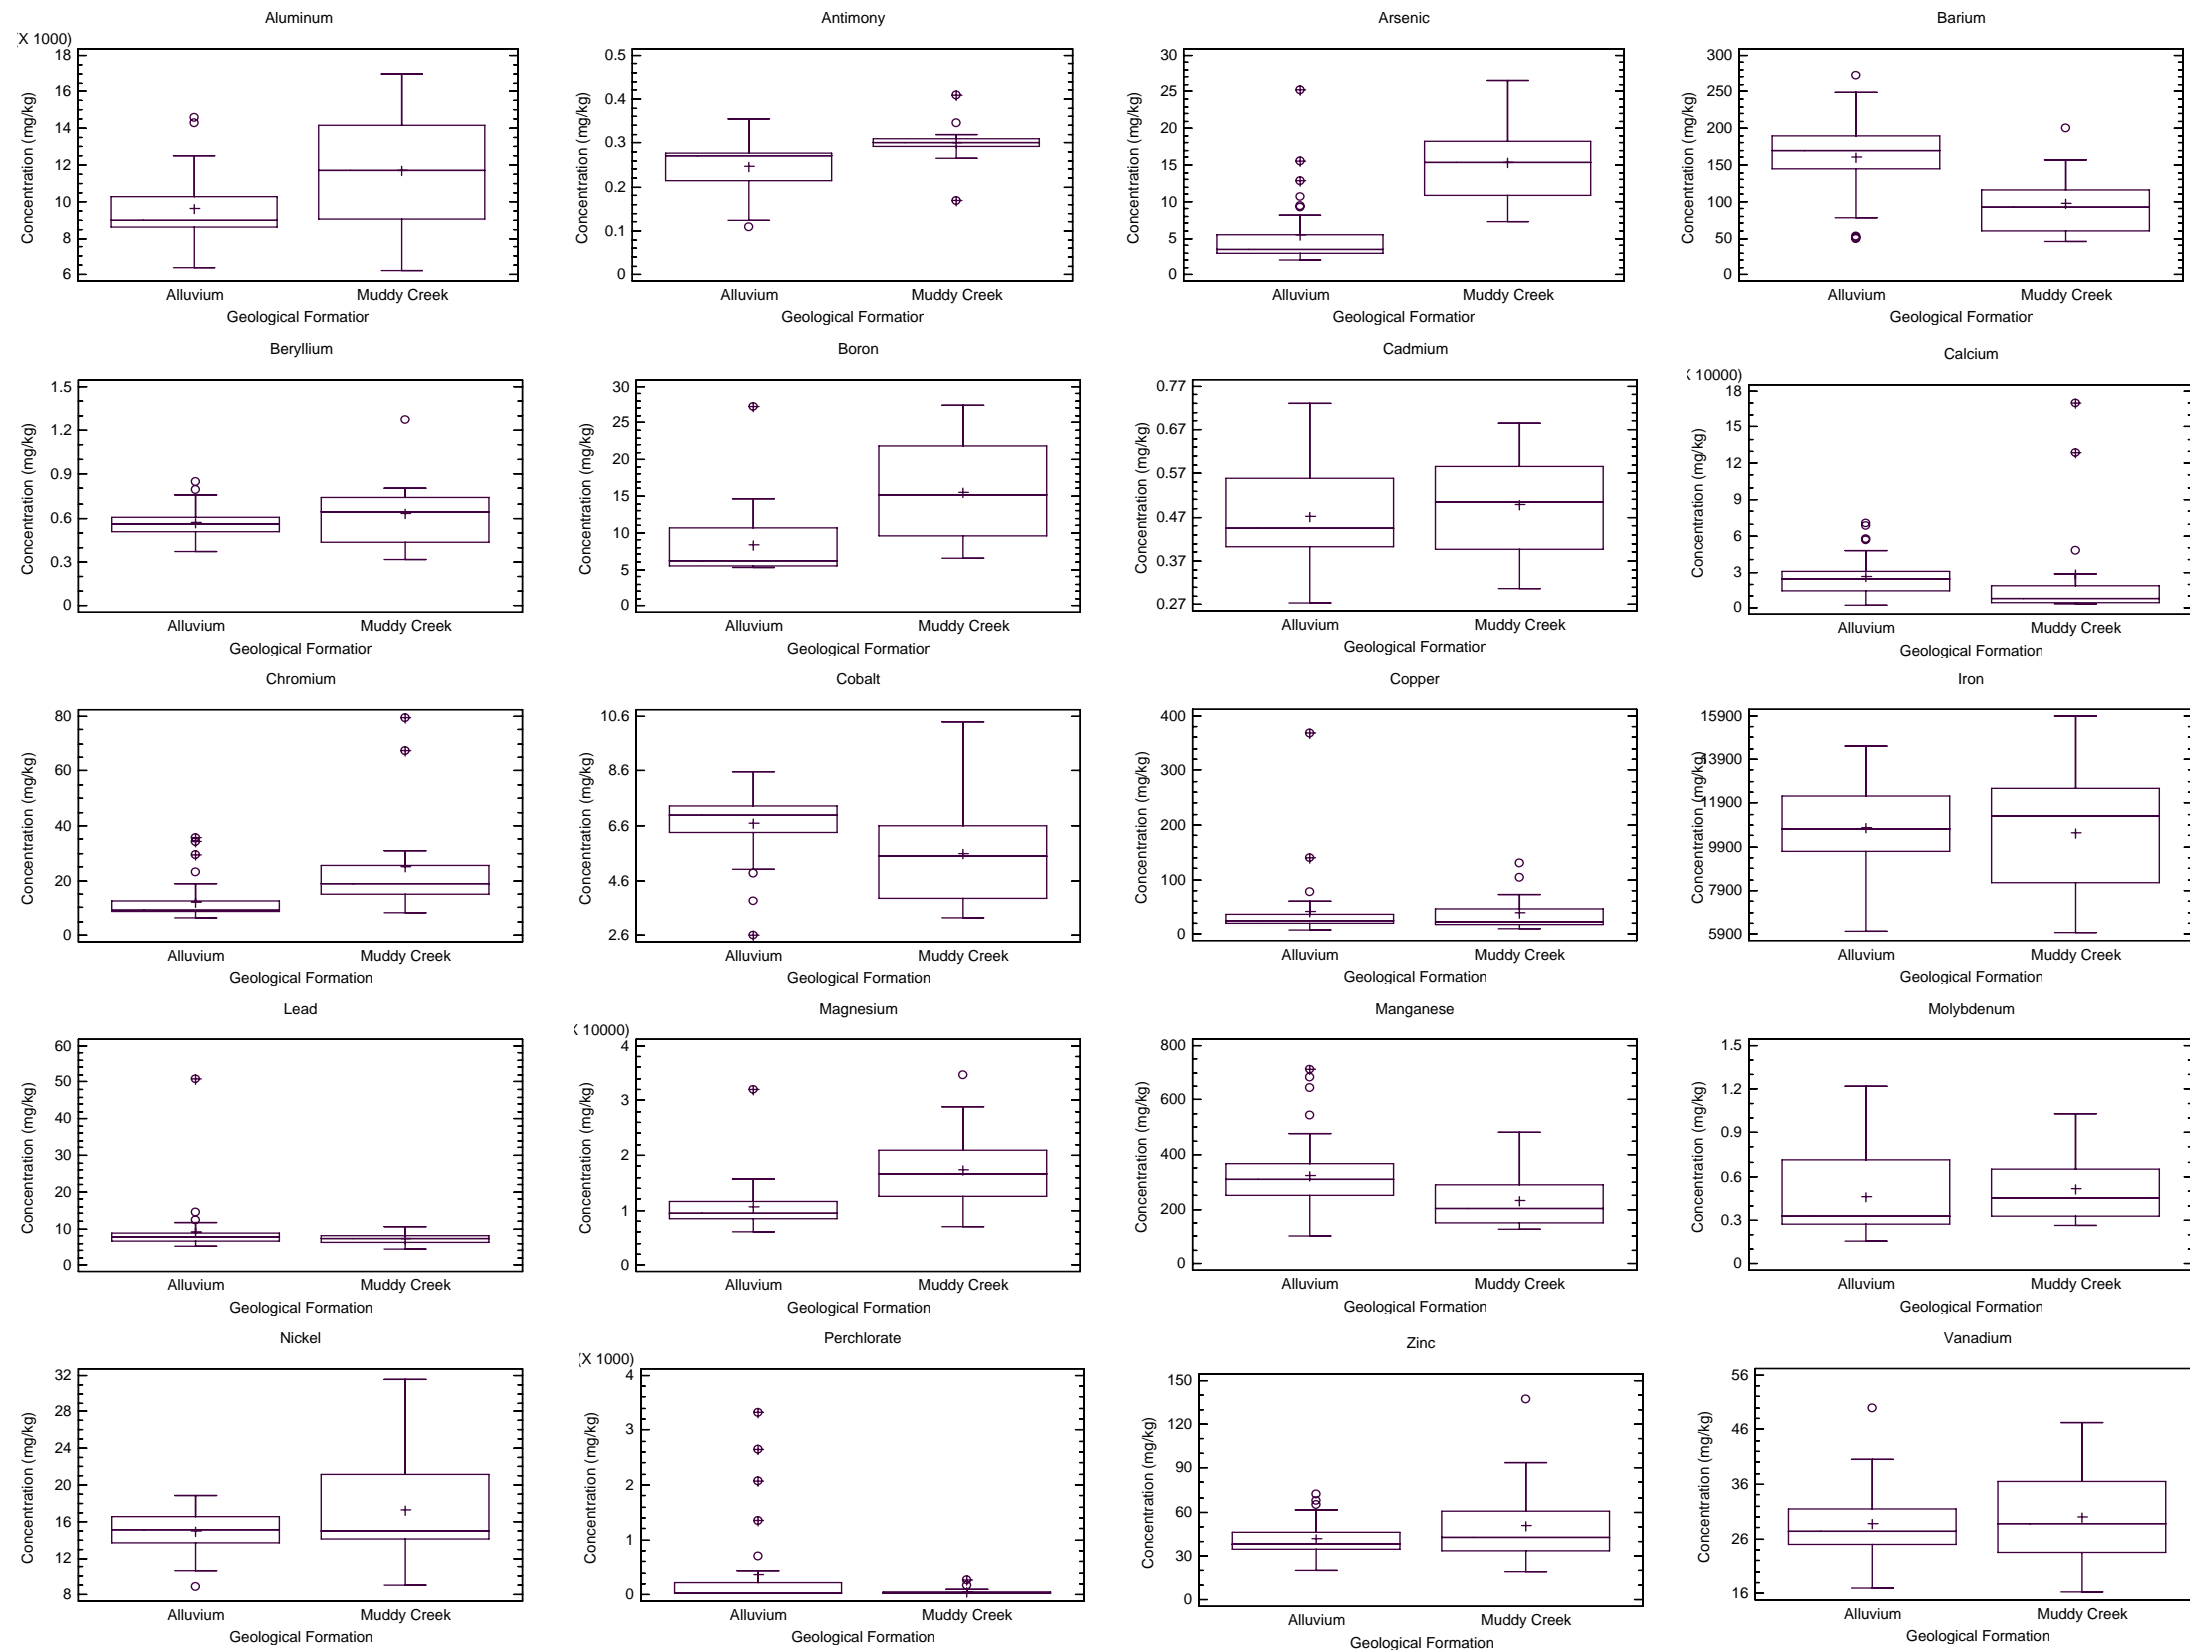 Aluminum
X 1000)
Concentration (mg/kg)
18
16
14
12
10
8
6
Alluvium Muddy Creek
Geological Formatior
Antimony
Concentration (mg/kg)
0.5
0.4
0.3
0.2
0.1
0
Alluvium Muddy Creek
Geological Formatior
Arsenic
Concentration (mg/kg)
30
25
20
15
10
5
0
Alluvium Muddy Creek
Geological Formatior
Barium
Concentration (mg/kg)
300
250
200
150
100
50
0
Alluvium Muddy Creek
Geological Formatior
Beryllium
Concentration (mg/kg)
1.5
1.2
0.9
0.6
0.3
0
Alluvium Muddy Creek
Geological Formation
Boron
Concentration (mg/kg)
30
25
20
15
10
5
0
Alluvium Muddy Creek
Geological Formation
Cadmium
Concentration (mg/kg)
0.77
0.67
0.57
0.47
0.37
0.27
Alluvium Muddy Creek
Geological Formation
Calcium
10000)
Concentration (mg/kg)
18
15
12
9
6
3
0
Alluvium Muddy Creek
Geological Formation
Chromium
Concentration (mg/kg)
80
60
40
20
0
Alluvium Muddy Creek
Geological Formation
Cobalt
Concentration (mg/kg)
10.6
8.6
6.6
4.6
2.6
Alluvium Muddy Creek
Geological Formation
Copper
Concentration (mg/kg)
400
300
200
100
0
Alluvium Muddy Creek
Geological Formation
Iron
Concentration (mg/kg)
15900
13900
11900
9900
7900
5900
Alluvium Muddy Creek
Geological Formation
Lead
Concentration (mg/kg)
60
50
40
30
20
10
0
Alluvium Muddy Creek
Geological Formation
Magnesium
10000)
Concentration (mg/kg)
4
3
2
1
0
Alluvium Muddy Creek
Geological Formation
Manganese
Concentration (mg/kg)
800
600
400
200
0
Alluvium Muddy Creek
Geological Formation
Molybdenum
Concentration (mg/kg)
1.5
1.2
0.9
0.6
0.3
0
Alluvium Muddy Creek
Geological Formation
Nickel
Concentration (mg/kg)
32
28
24
20
16
12
8
Alluvium Muddy Creek
Geological Formation
Perchlorate
(X 1000)
Concentration (mg/kg)
4
3
2
1
0
Alluvium Muddy Creek
Geological Formation
Zinc
Concentration (mg/kg)
150
120
90
60
30
0
Alluvium Muddy Creek
Geological Formation
Vanadium
Concentration (mg/kg)
56
46
36
26
16
Alluvium Muddy Creek
Geological Formation